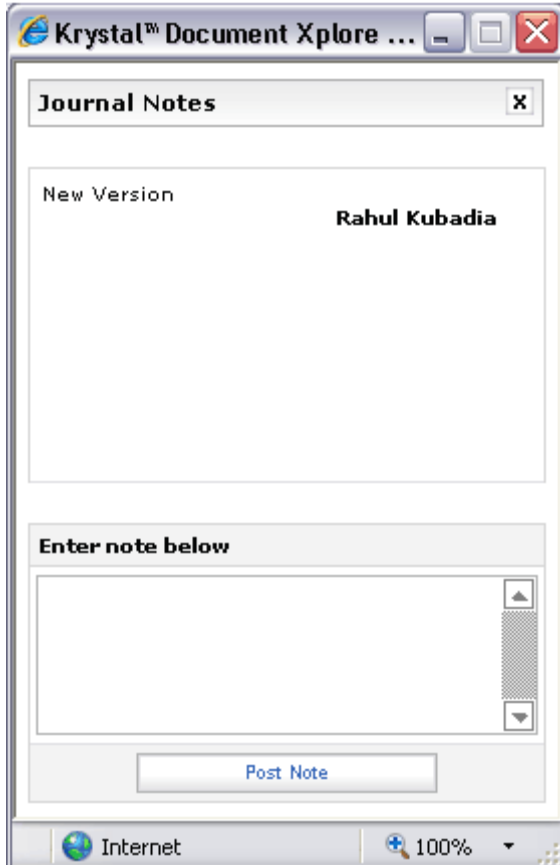 Krystal™ Document Xplore ...
Journal Notes
New Version
Rahul Kubadia
Enter note below
Post Note
Internet 100%